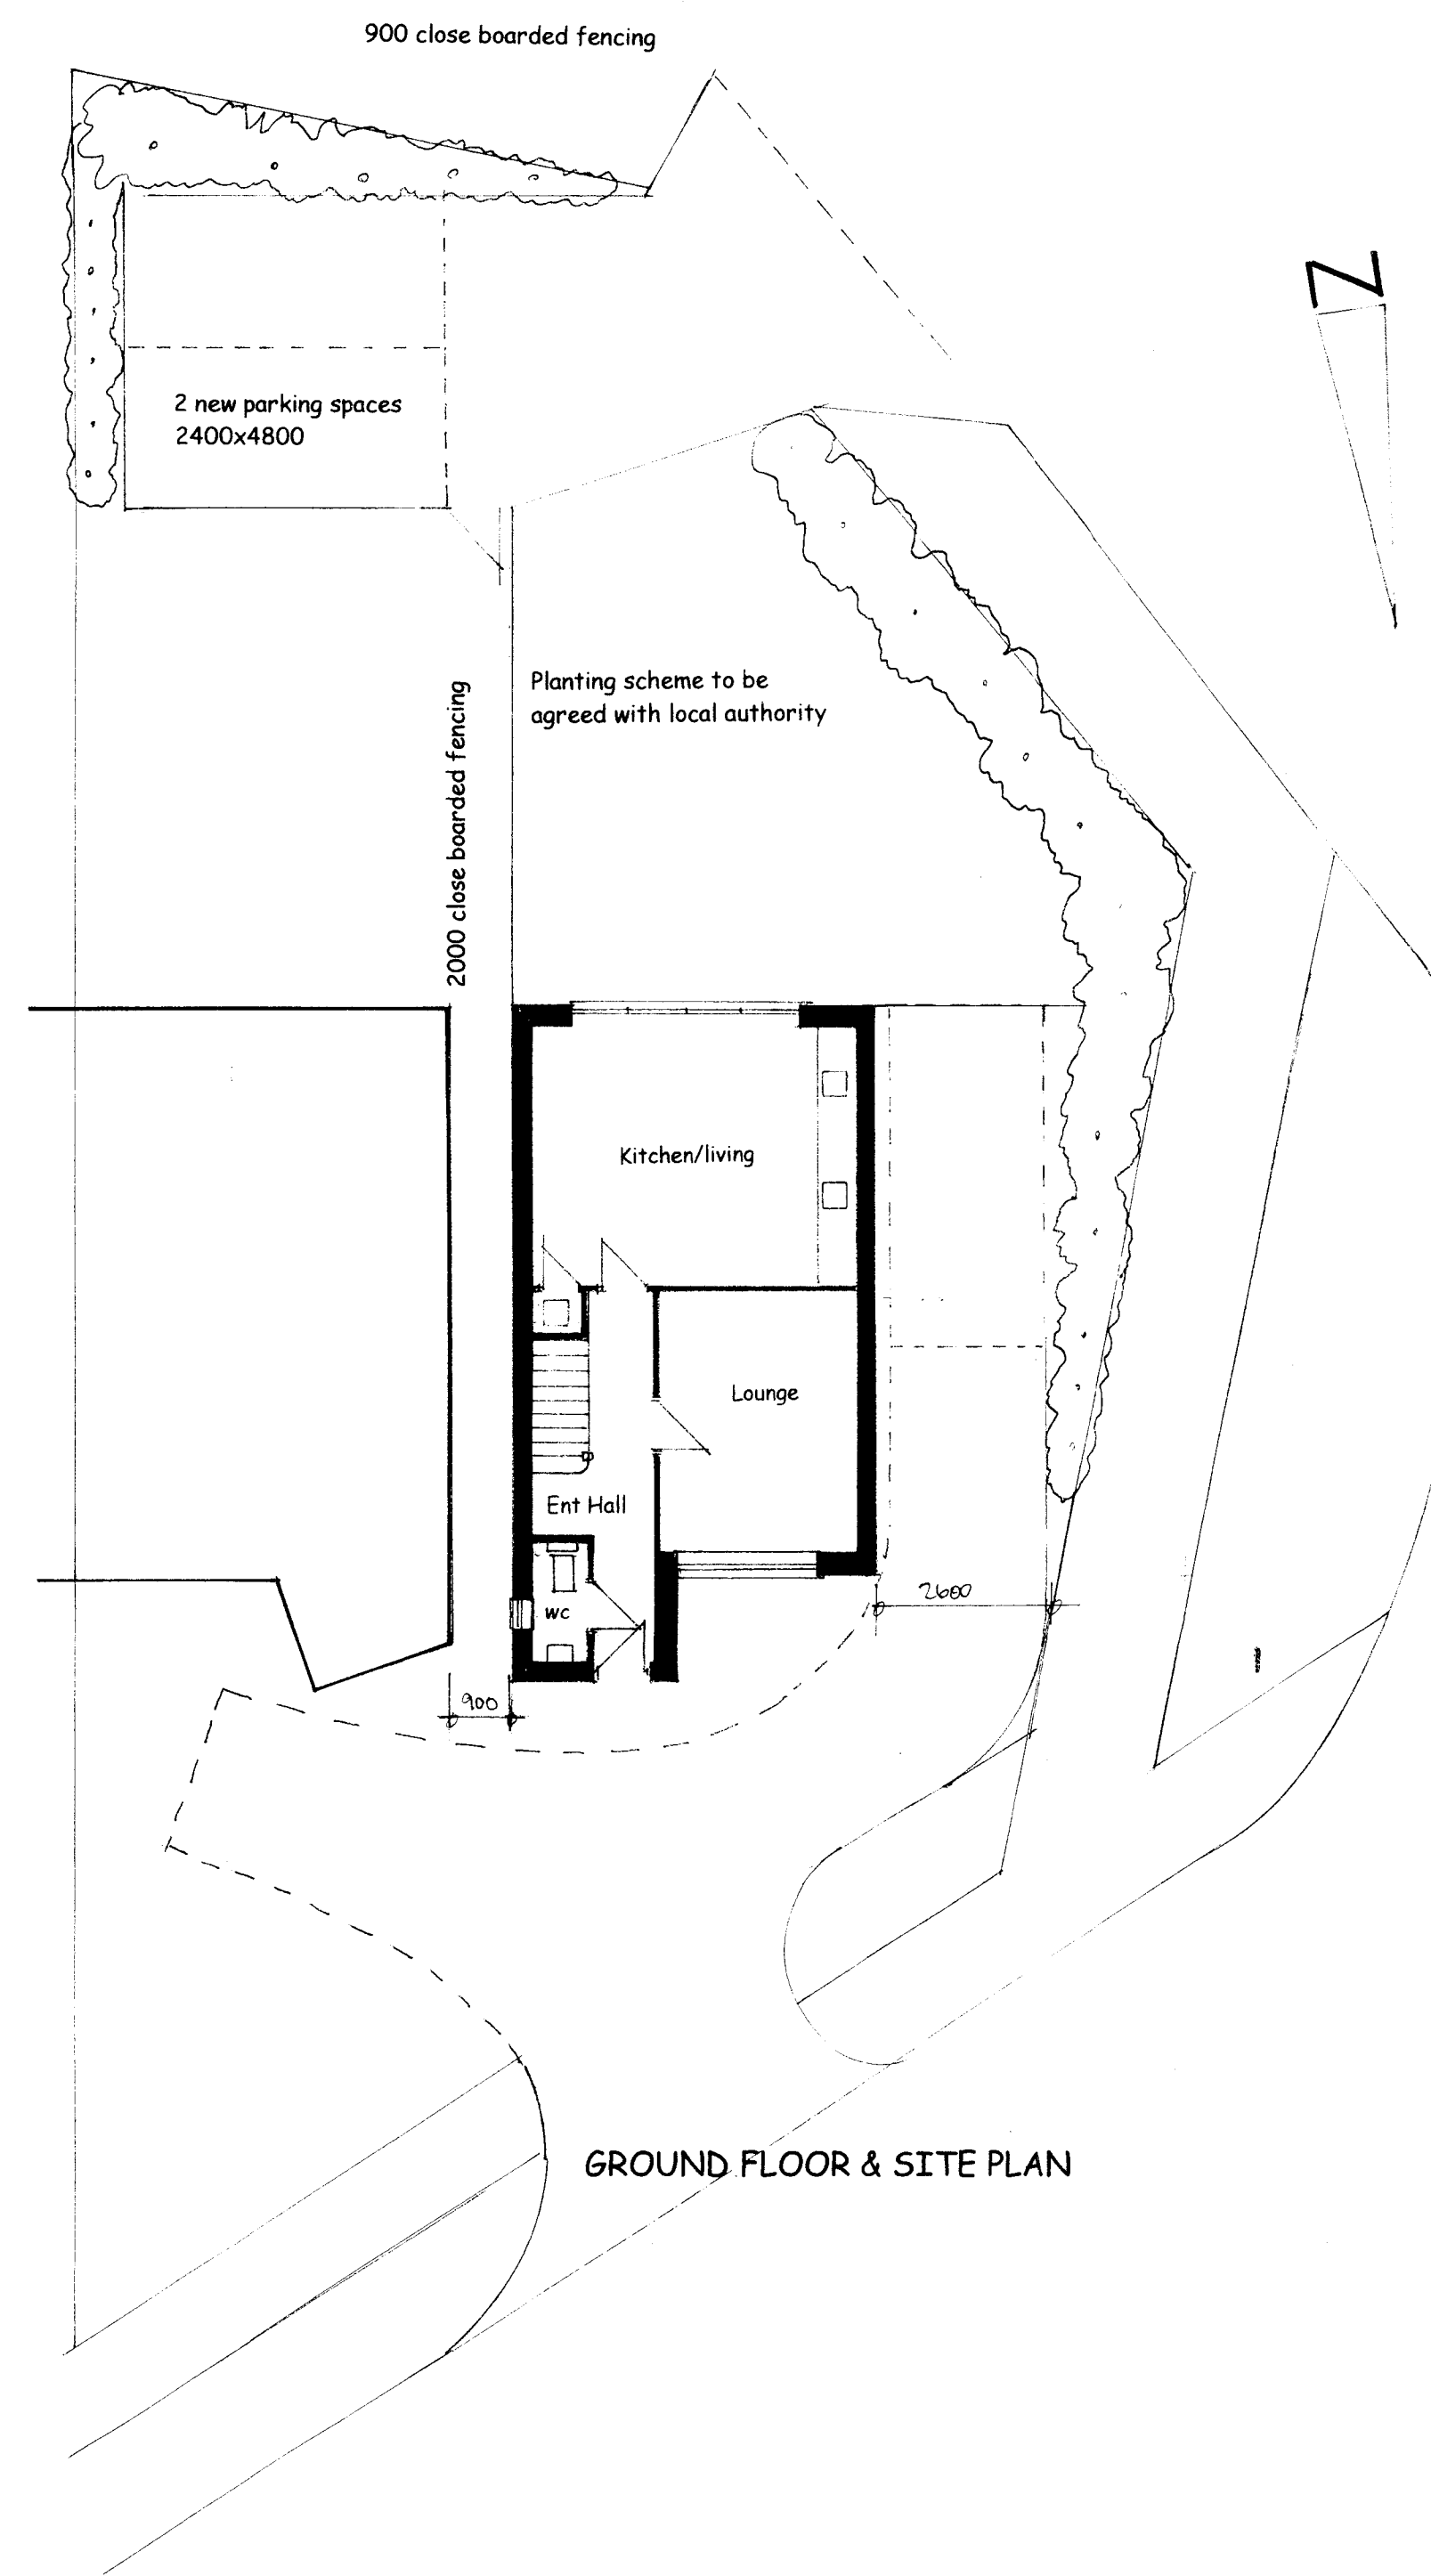 900 close boarded fencing
N
2 new parking spaces
2400x4800
Planting scheme to be
agreed with local authority
2000 close boarded fencing
Kitchen/living
Lounge
Ent Hall
WC
2600
900
GROUND FLOOR & SITE PLAN